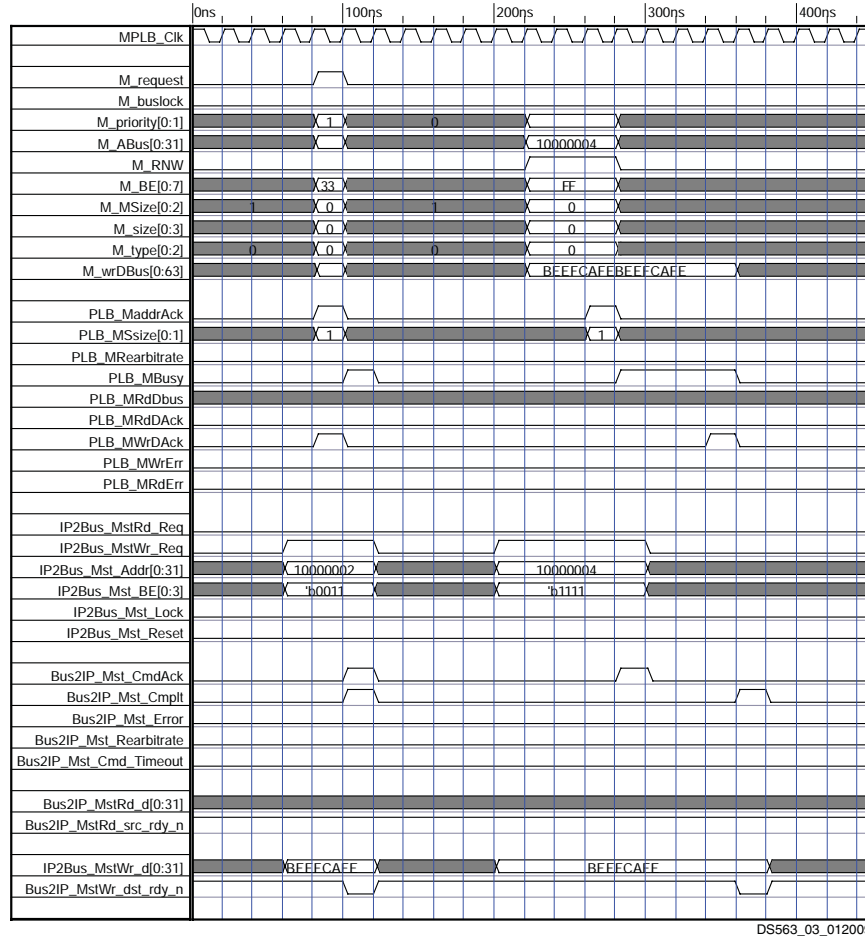 0ns 100ns 200ns 300ns 400ns
MPLB_Clk
M_request
M_buslock
M_priority[0:1] 1 0
M_ABus[0:31] 10000004
M_RNW
M_BE[0:7] 33 FF
M_MSize[0:2] 1 0 1 0
M_size[0:3] 0 0
M_type[0:2] 0 0 0 0
M_wrDBus[0:63] BEEFCAFEBEEFCAFE
PLB_MaddrAck
PLB_MSsize[0:1] 1 1
PLB_MRearbitrate
PLB_MBusy
PLB_MRdDbus
PLB_MRdDAck
PLB_MWrDAck
PLB_MWrErr
PLB_MRdErr
IP2Bus_MstRd_Req
IP2Bus_MstWr_Req
IP2Bus_Mst_Addr[0:31] 10000002 10000004
IP2Bus_Mst_BE[0:3] 'b0011 'b1111
IP2Bus_Mst_Lock
IP2Bus_Mst_Reset
Bus2IP_Mst_CmdAck
Bus2IP_Mst_Cmplt
Bus2IP_Mst_Error
Bus2IP_Mst_Rearbitrate
Bus2IP_Mst_Cmd_Timeout
Bus2IP_MstRd_d[0:31]
Bus2IP_MstRd_src_rdy_n
IP2Bus_MstWr_d[0:31] BEEFCAFE BEEFCAFE
Bus2IP_MstWr_dst_rdy_n
DS563_03_01200